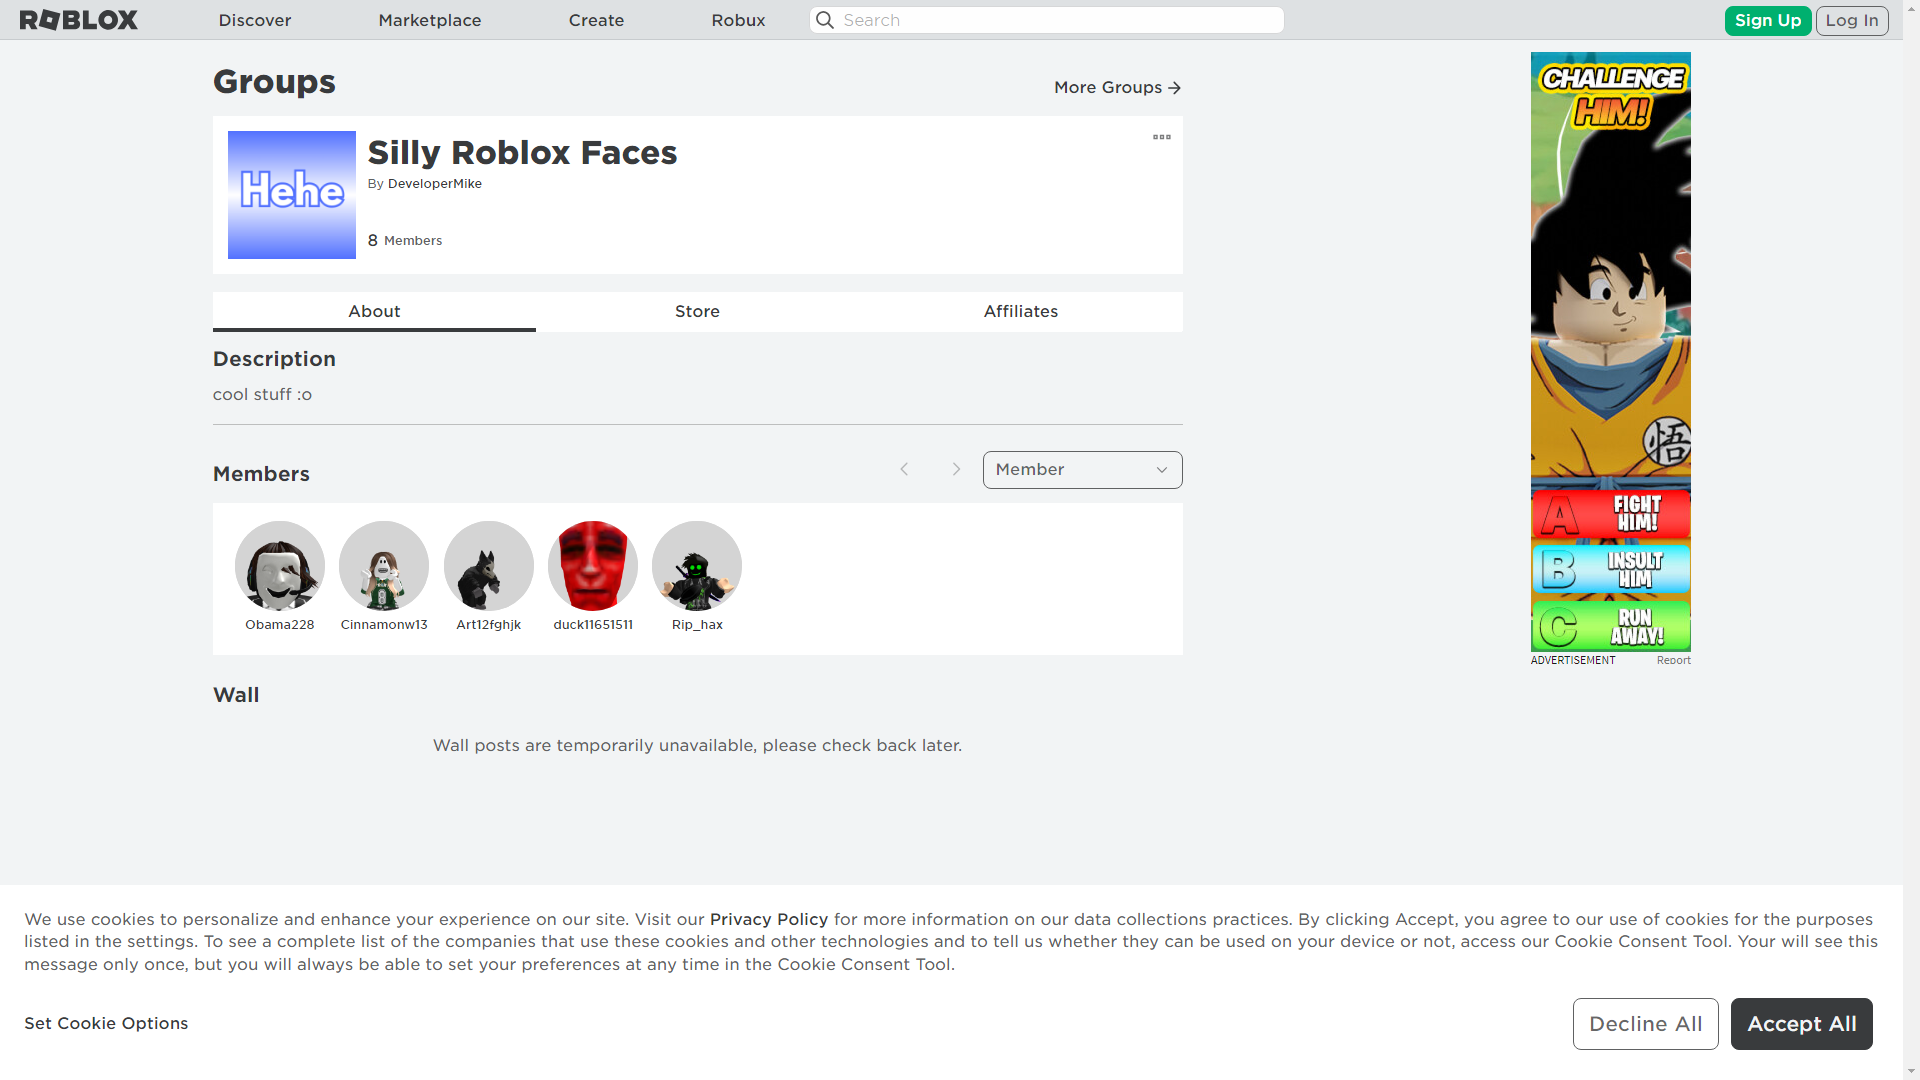 ROBLOX
Discover
Marketplace
Create
Robux
Search
Sign Up
Log In
Groups
More Groups
Hehe
Silly Roblox Faces
By DeveloperMike
8 Members
About
Store
Affiliates
Description
cool stuff :o
Members
Member
Obama228
Cinnamonw13
Art12fghjk
duck11651511
Rip_hax
Wall
Wall posts are temporarily unavailable, please check back later.
CHALLENGE
HIM!
悟
A FIGHT
HIM!
B INSULT
HIM
C RUN
AWAY!
ADVERTISEMENT
Report
We use cookies to personalize and enhance your experience on our site. Visit our Privacy Policy for more information on our data collections practices. By clicking Accept, you agree to our use of cookies for the purposes
listed in the settings. To see a complete list of the companies that use these cookies and other technologies and to tell us whether they can be used on your device or not, access our Cookie Consent Tool. Your will see this
message only once, but you will always be able to set your preferences at any time in the Cookie Consent Tool.
Set Cookie Options
Decline All
Accept All